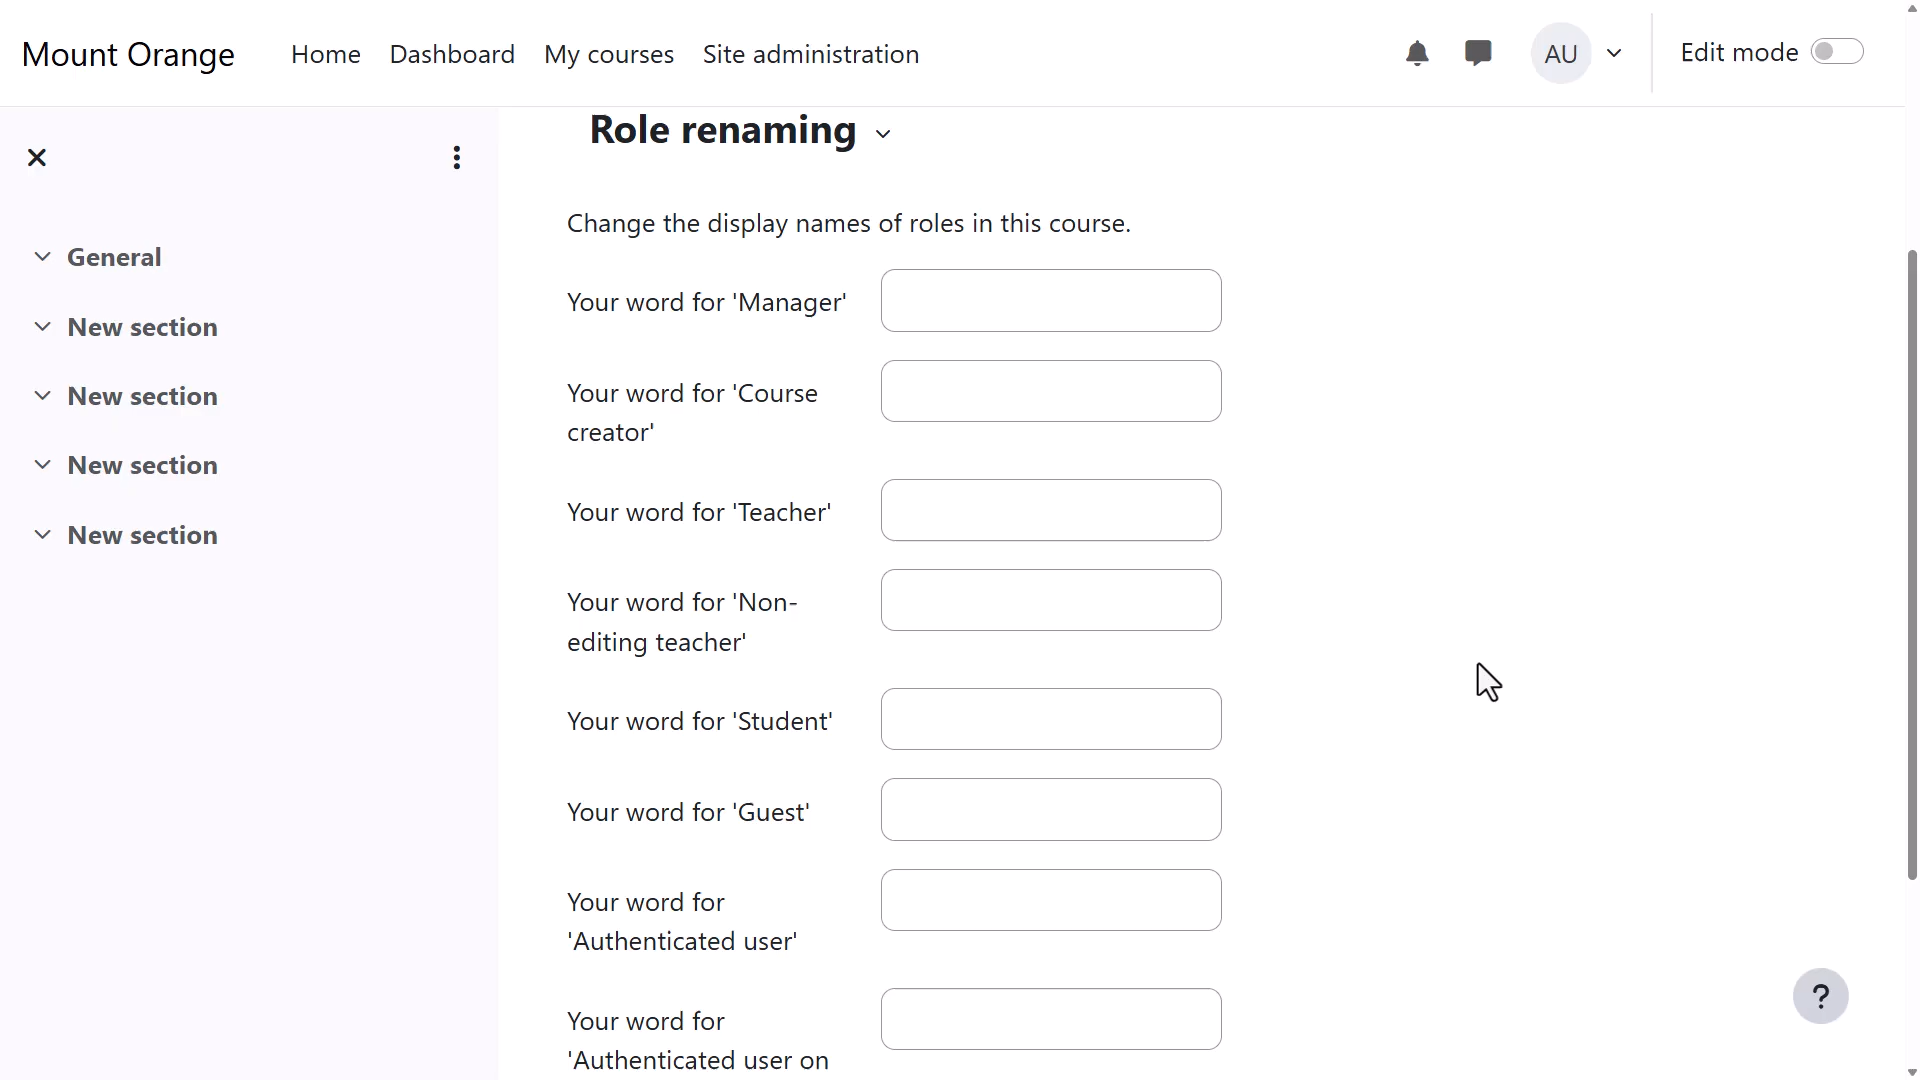 Mount Orange
Home
Dashboard
My courses
Site administration
AU
Edit mode
General
New section
New section
New section
New section
Role renaming
Change the display names of roles in this course.
Your word for 'Manager'
Your word for 'Course
creator'
Your word for 'Teacher'
Your word for 'Non-
editing teacher'
Your word for 'Student'
Your word for 'Guest'
Your word for
'Authenticated user'
Your word for
'Authenticated user on
?